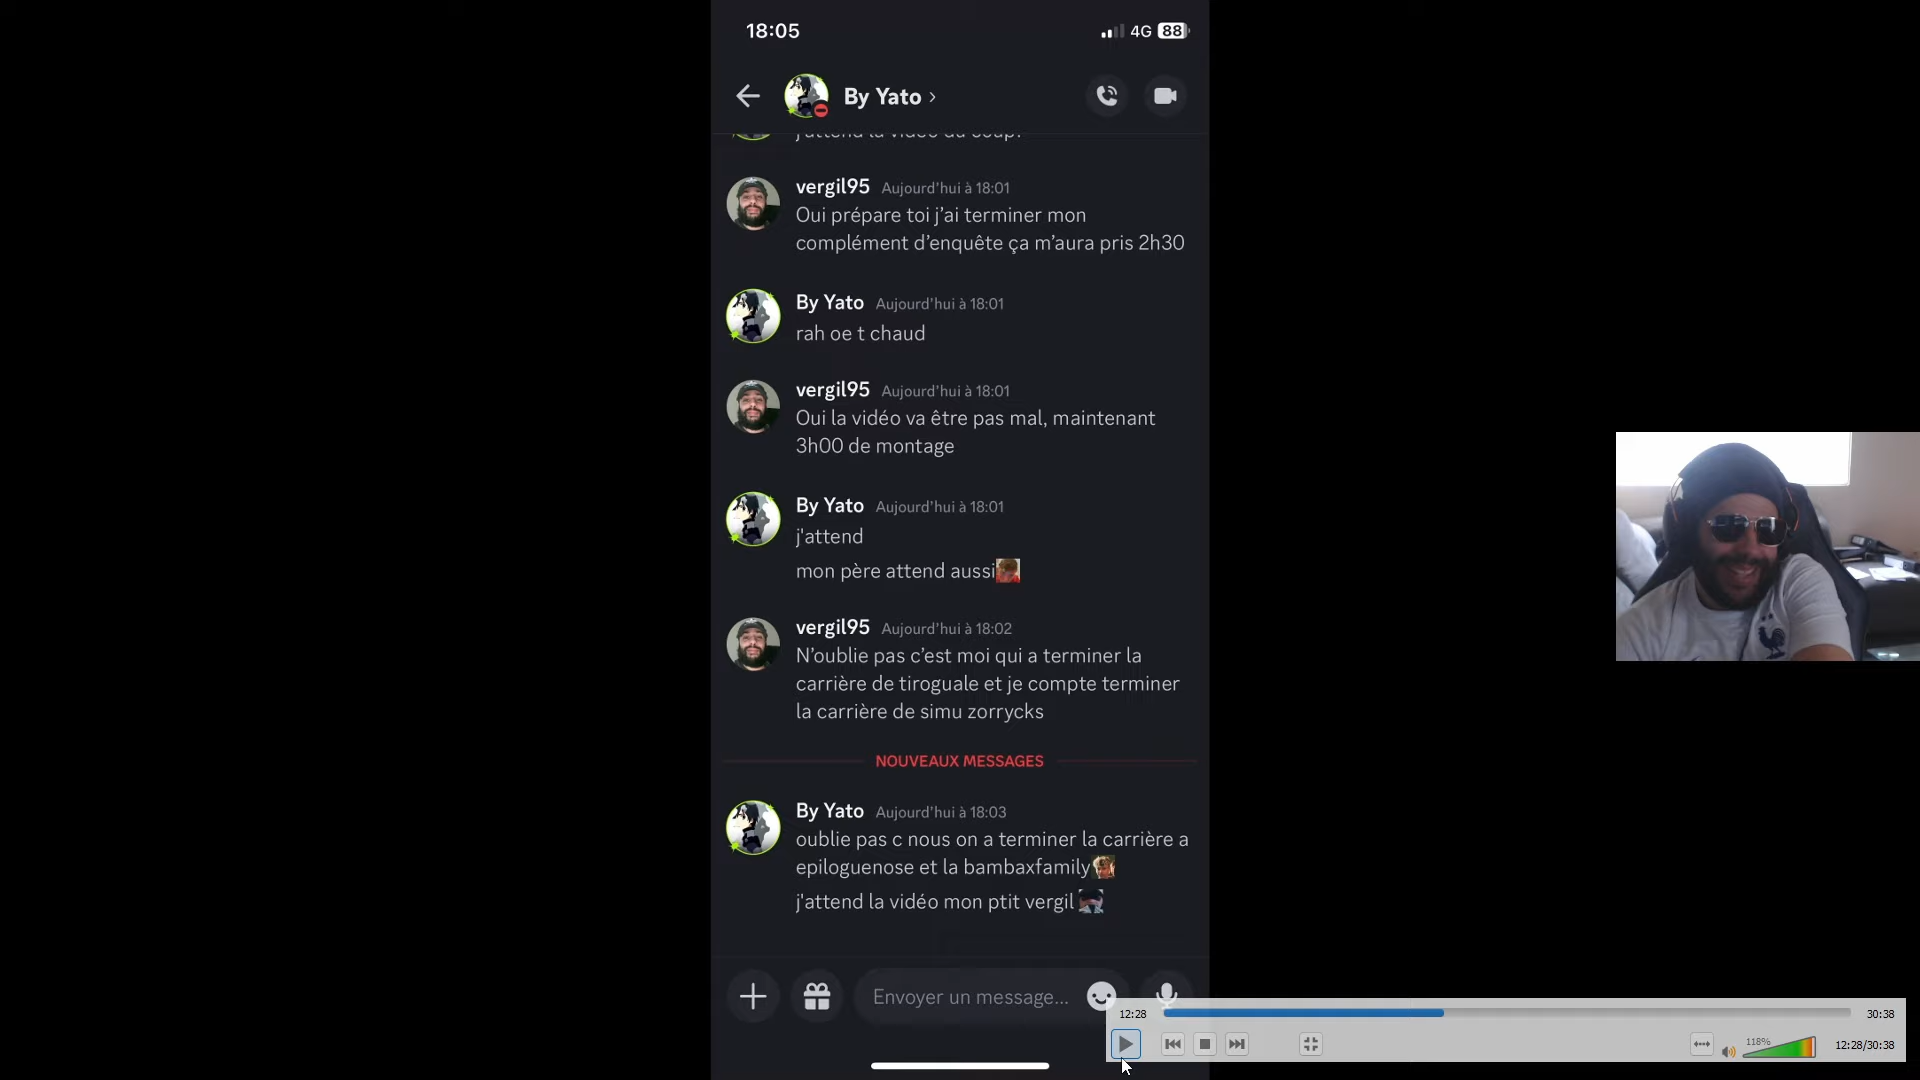 18:05
4G 88
By Yato ›
j'attend la vidéo du coup.
vergil95 Aujourd'hui à 18:01
Oui prépare toi j'ai terminer mon
complément d'enquête ça m'aura pris 2h30
By Yato Aujourd'hui à 18:01
rah oe t chaud
vergil95 Aujourd'hui à 18:01
Oui la vidéo va être pas mal, maintenant
3h00 de montage
By Yato Aujourd'hui à 18:01
j'attend
mon père attend aussi
vergil95 Aujourd'hui à 18:02
N'oublie pas c'est moi qui a terminer la
carrière de tiroguale et je compte terminer
la carrière de simu zorrycks
NOUVEAUX MESSAGES
By Yato Aujourd'hui à 18:03
oublie pas c nous on a terminer la carrière a
epiloguenose et la bambaxfamily
j'attend la vidéo mon ptit vergil
Envoyer un message...
12:28
30:38
118%
12:28/30:38